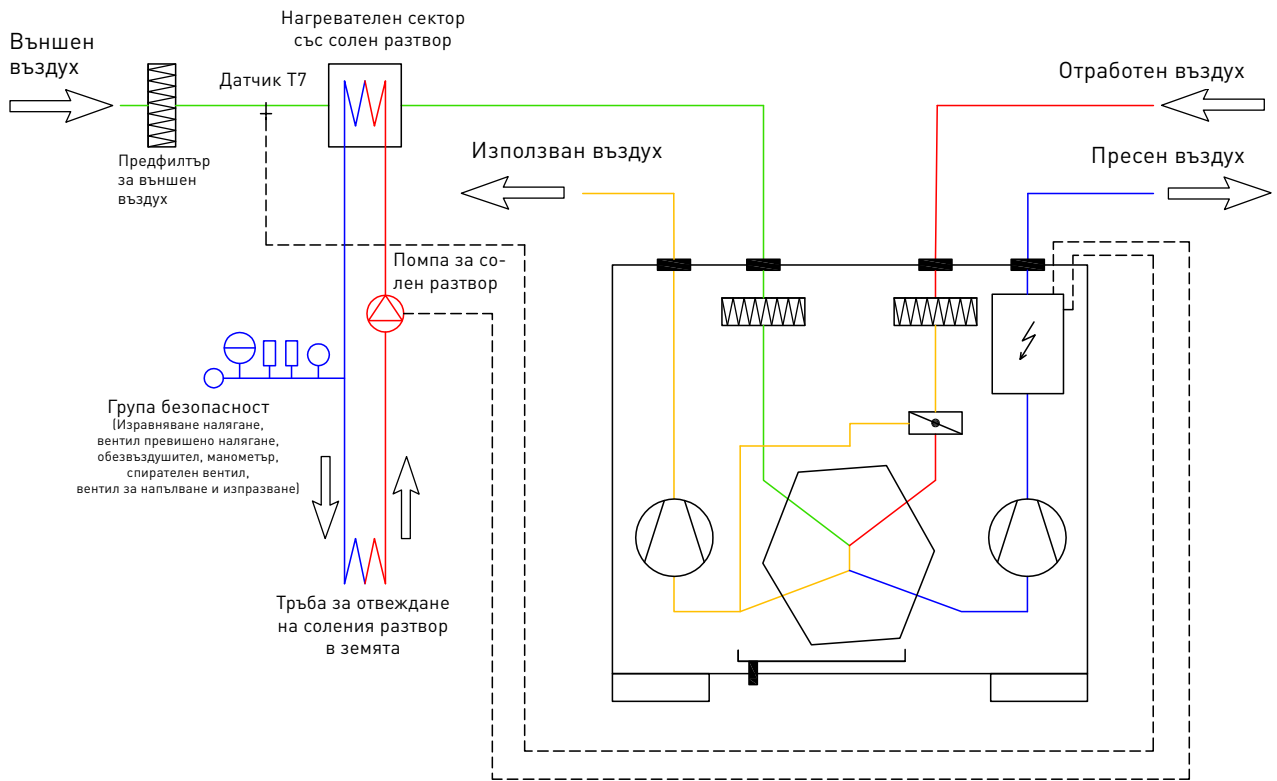 Външен
въздух
Предфилтър
за външен
въздух
Датчик T7
Нагревателен сектор
със солен разтвор
Отработен въздух
Използван въздух
Пресен въздух
Помпа за со-
лен разтвор
Група безопасност
(Изравняване налягане,
вентил превишено налягане,
обезвъздушител, манометър,
спирателен вентил,
вентил за напълване и изпразване)
Тръба за отвеждане
на соления разтвор
в земята